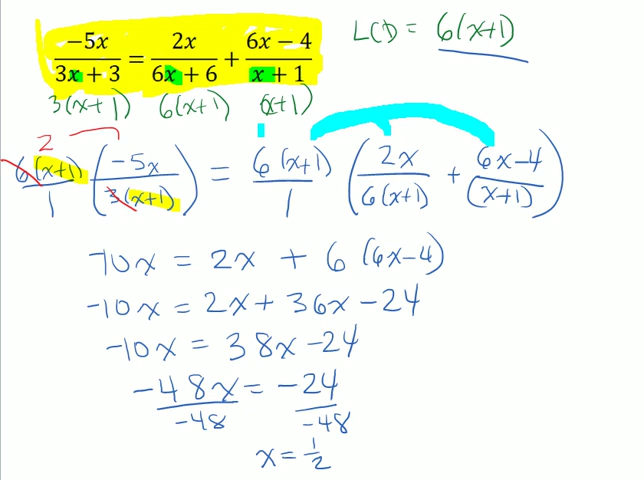 (-5x)/(3x + 3) = (2x)/(6x + 6) + (6x − 4)/(x + 1)
LCD = 6(x+1)
3(x+1) 6(x+1) (x+1)
2
(6(x+1))/1 ((-5x)/(3(x+1))) = (6(x+1))/1 ((2x)/(6(x+1)) + (6x-4)/((x+1)))
-10x = 2x + 6 (6x-4)
-10x = 2x + 36x - 24
-10x = 38x - 24
(-48x)/(-48) = (-24)/(-48)
x = 1/2